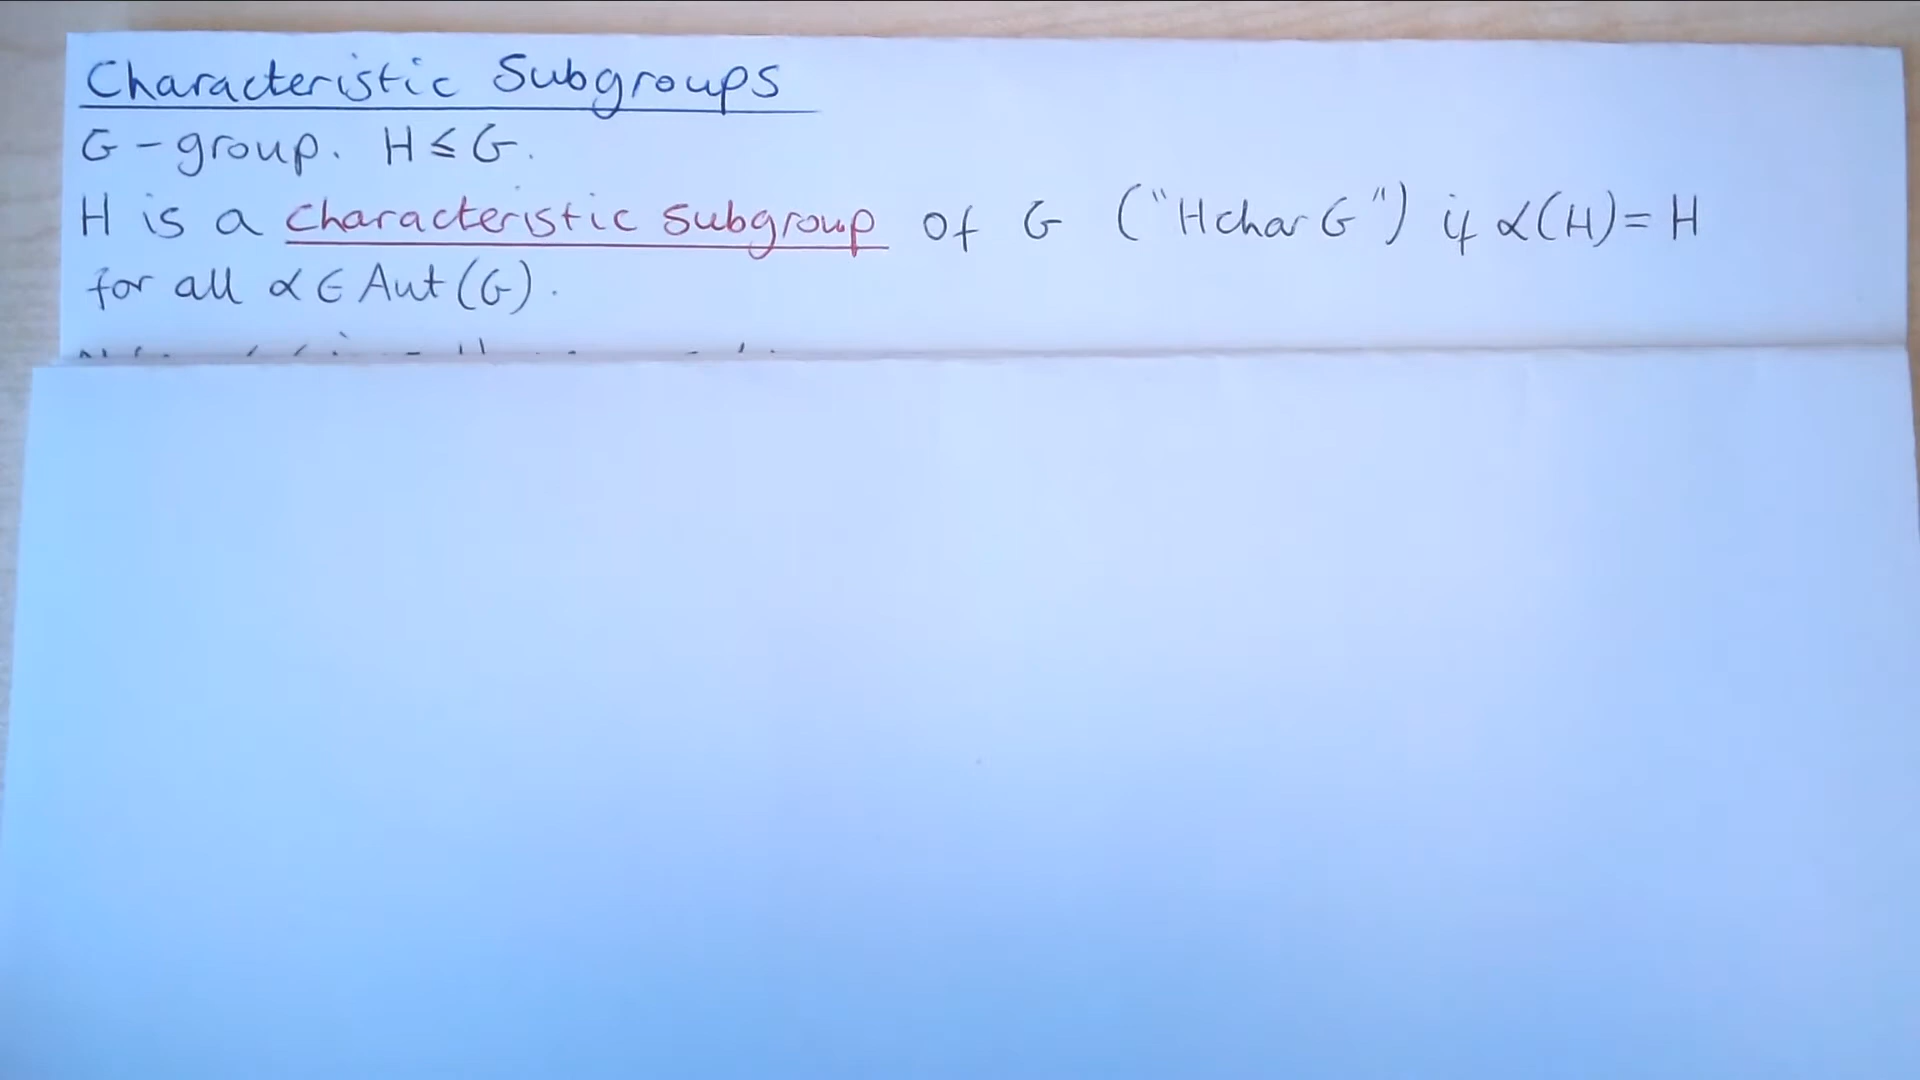 Characteristic Subgroups
G - group. H ≤ G.
H is a characteristic subgroup of G ("H char G") if α(H) = H
for all α ∈ Aut(G).